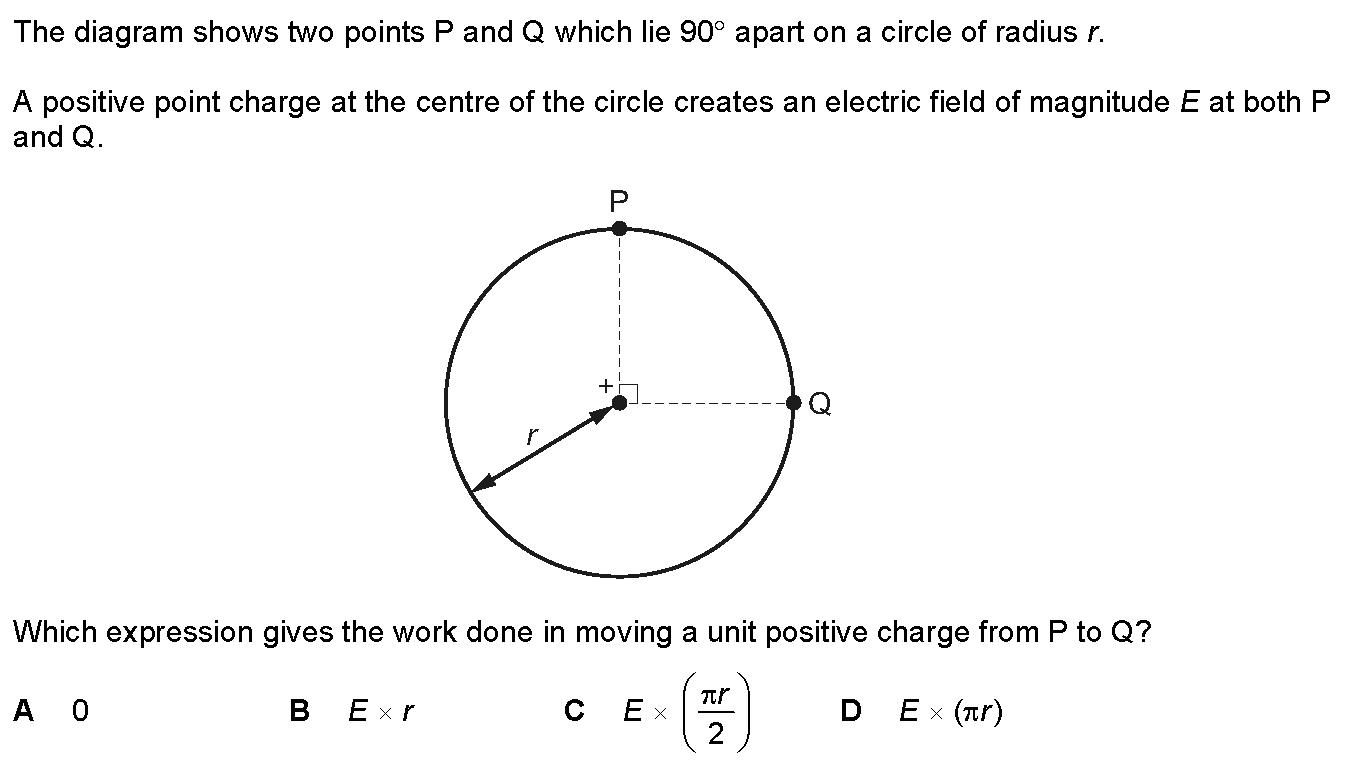 The diagram shows two points P and Q which lie 90° apart on a circle of radius r.
A positive point charge at the centre of the circle creates an electric field of magnitude E at both P
and Q.
P
+
Q
r
Which expression gives the work done in moving a unit positive charge from P to Q?
A 0 B E × r C E × (πr/2) D E × (πr)